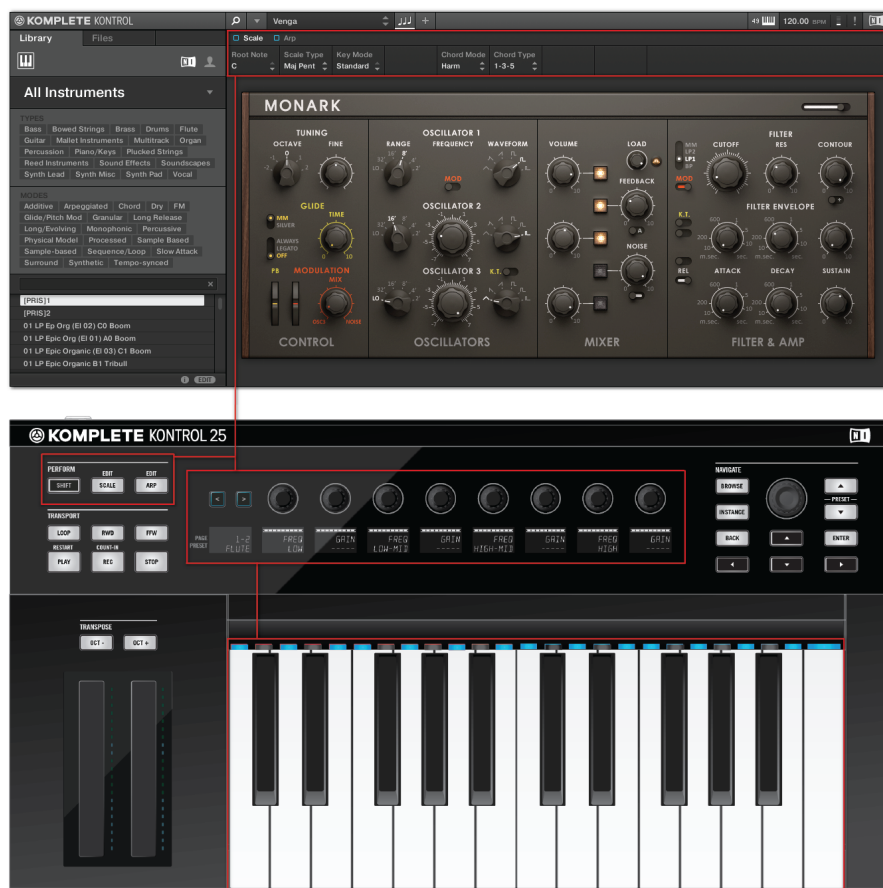 KOMPLETE KONTROL
Venga
49
120.00 BPM
Library Files
Scale Arp
Root Note Scale Type Key Mode Chord Mode Chord Type
C Maj Pent Standard Harm 1-3-5
All Instruments
TYPES
Bass Bowed Strings Brass Drums Flute
Guitar Mallet Instruments Multitrack Organ
Percussion Piano/Keys Plucked Strings
Reed Instruments Sound Effects Soundscapes
Synth Lead Synth Misc Synth Pad Vocal
MODES
Additive Arpeggiated Chord Dry FM
Glide/Pitch Mod Granular Long Release
Long/Evolving Monophonic Percussive
Physical Model Processed Sample Based
Sample-based Sequence/Loop Slow Attack
Surround Synthetic Tempo-synced
[PRIS]1
[PRIS]2
01 LP Ep Org (EI 02) C0 Boom
01 LP Epic Org (EI 01) A0 Boom
01 LP Epic Organic (EI 03) C1 Boom
01 LP Epic Organic B1 Tribull
EDIT
MONARK
TUNING
OCTAVE FINE
GLIDE
MM
SILVER
TIME
ALWAYS
LEGATO
OFF
PB MODULATION
MIX
OSCS NOISE
CONTROL
OSCILLATOR 1
RANGE FREQUENCY WAVEFORM
MOD
OSCILLATOR 2
OSCILLATOR 3 K.T.
OSCILLATORS
VOLUME LOAD
FEEDBACK
A
NOISE
MIXER
FILTER
MM
LP2
LP1
BP
CUTOFF RES CONTOUR
MOD
K.T.
FILTER ENVELOPE
REL
ATTACK DECAY SUSTAIN
m.sec. sec. m.sec. sec.
FILTER & AMP
KOMPLETE KONTROL 25
PERFORM EDIT EDIT
SHIFT SCALE ARP
TRANSPORT
LOOP RWD FFW
RESTART COUNT-IN
PLAY REC STOP
< >
PAGE 1-2 FREQ GAIN FREQ GAIN FREQ GAIN FREQ GAIN
PRESET FLUTE LOW ----- LOW-MID ----- HIGH-MID ----- HIGH -----
NAVIGATE
BROWSE
PRESET
INSTANCE
BACK ENTER
TRANSPOSE
OCT - OCT +